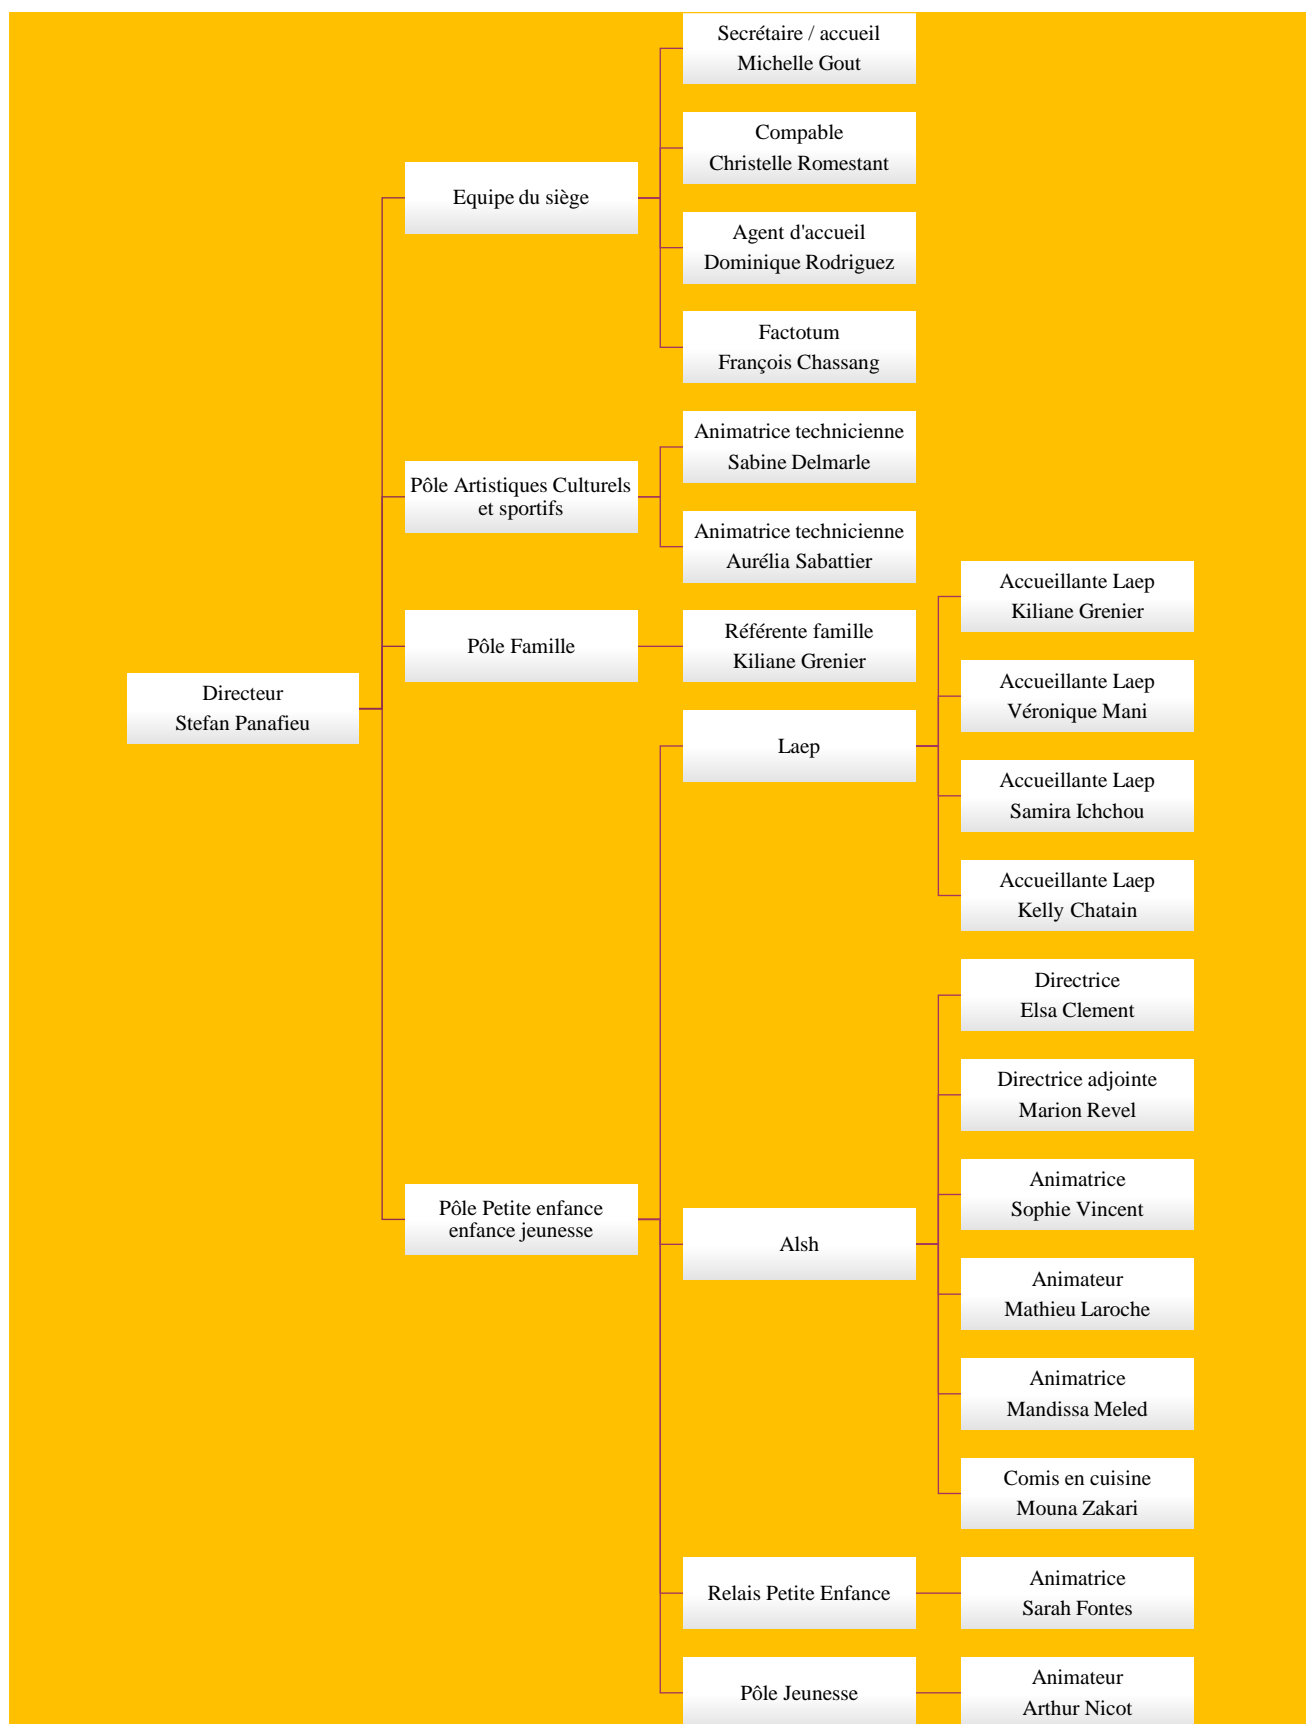 Secrétaire / accueil
Michelle Gout
Compable
Christelle Romestant
Equipe du siège
Agent d'accueil
Dominique Rodriguez
Factotum
François Chassang
Animatrice technicienne
Sabine Delmarle
Pôle Artistiques Culturels
et sportifs
Animatrice technicienne
Aurélia Sabattier
Accueillante Laep
Kiliane Grenier
Pôle Famille
Référente famille
Kiliane Grenier
Directeur
Stefan Panafieu
Accueillante Laep
Véronique Mani
Laep
Accueillante Laep
Samira Ichchou
Accueillante Laep
Kelly Chatain
Directrice
Elsa Clement
Directrice adjointe
Marion Revel
Pôle Petite enfance
enfance jeunesse
Animatrice
Sophie Vincent
Alsh
Animateur
Mathieu Laroche
Animatrice
Mandissa Meled
Comis en cuisine
Mouna Zakari
Relais Petite Enfance
Animatrice
Sarah Fontes
Pôle Jeunesse
Animateur
Arthur Nicot